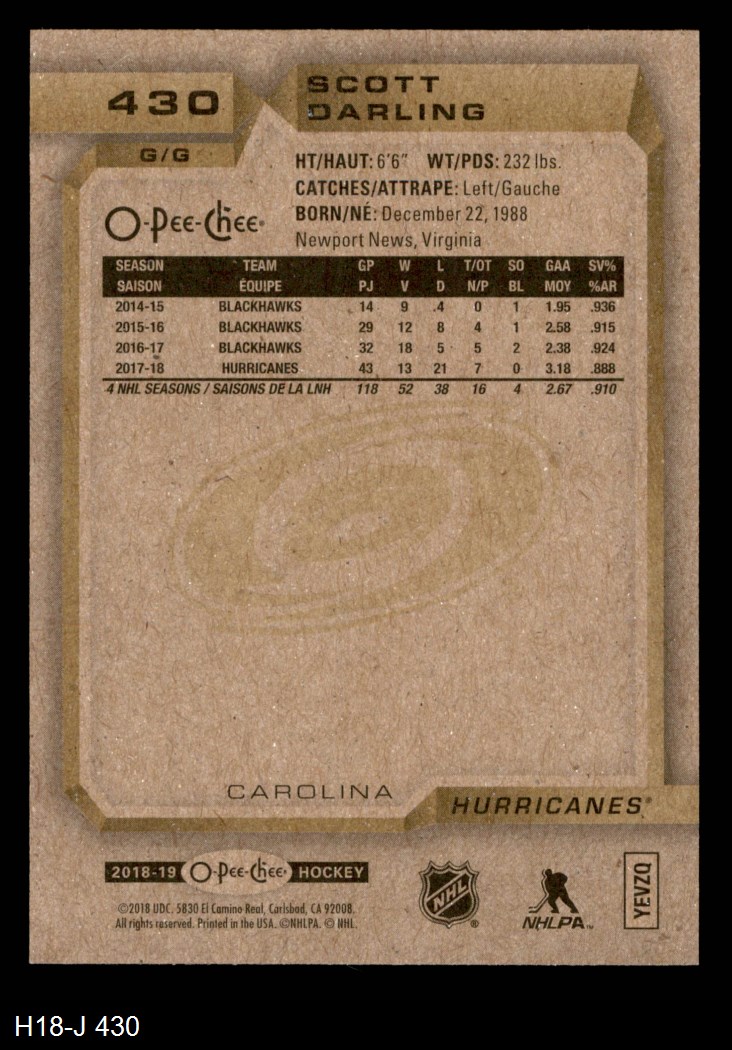 430
SCOTT
DARLING
G/G
HT/HAUT: 6'6" WT/PDS: 232 lbs.
CATCHES/ATTRAPE: Left/Gauche
BORN/NÉ: December 22, 1988
Newport News, Virginia
O-Pee-Chee®
SEASON TEAM GP W L T/OT SO GAA SV%
SAISON ÉQUIPE PJ V D N/P BL MOY %AR
2014-15 BLACKHAWKS 14 9 4 0 1 1.95 .936
2015-16 BLACKHAWKS 29 12 8 4 1 2.58 .915
2016-17 BLACKHAWKS 32 18 5 5 2 2.38 .924
2017-18 HURRICANES 43 13 21 7 0 3.18 .888
4 NHL SEASONS / SAISONS DE LA LNH 118 52 38 16 4 2.67 .910
CAROLINA
HURRICANES®
2018-19 O-Pee-Chee® HOCKEY
©2018 UDC. 5830 El Camino Real, Carlsbad, CA 92008.
All rights reserved. Printed in the USA. ©NHLPA. © NHL.
NHL®
NHLPA™
YEVZQ
H18-J 430